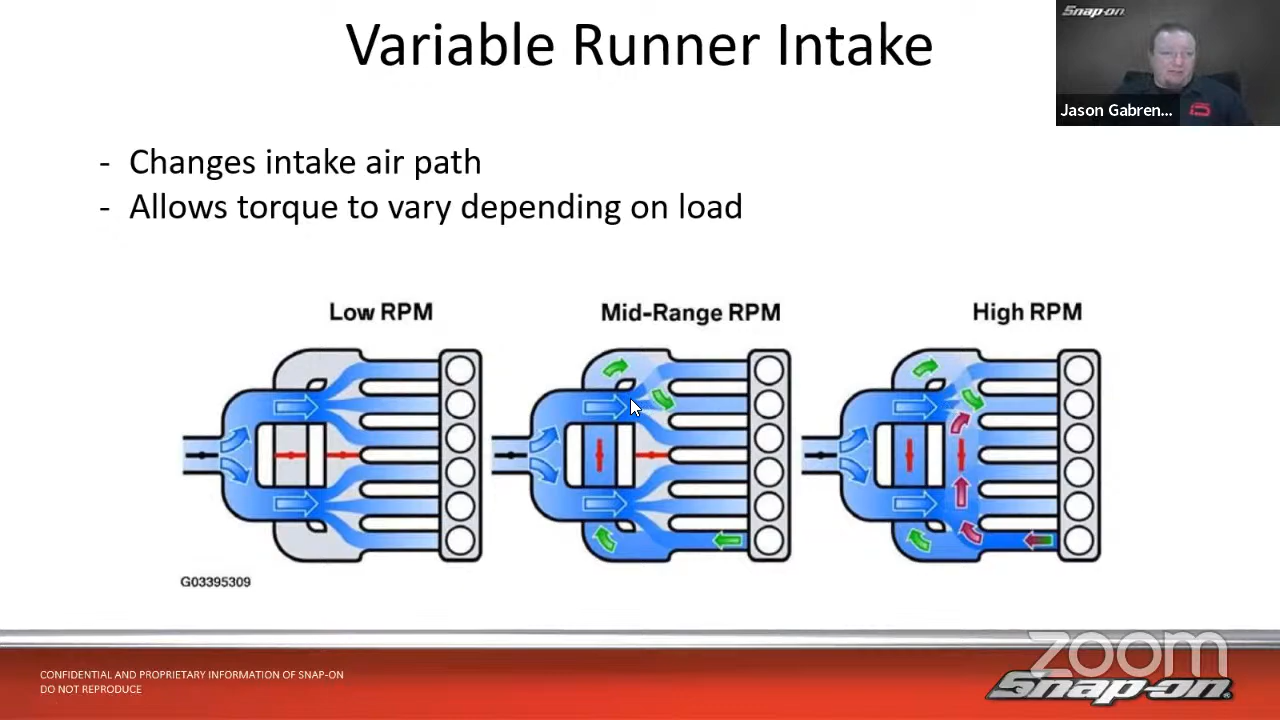 Variable Runner Intake
Snap-on
Jason Gabren...
- Changes intake air path
- Allows torque to vary depending on load
Low RPM
Mid-Range RPM
High RPM
G03395309
CONFIDENTIAL AND PROPRIETARY INFORMATION OF SNAP-ON
DO NOT REPRODUCE
zoom
Snap-on